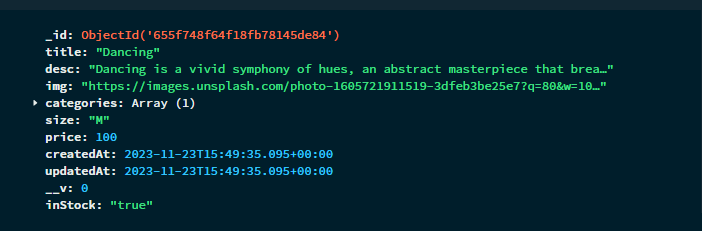 _id: ObjectId('655f748f64f18fb78145de84')
title: "Dancing"
desc: "Dancing is a vivid symphony of hues, an abstract masterpiece that brea…"
img: "https://images.unsplash.com/photo-1605721911519-3dfeb3be25e7?q=80&w=10…"
categories: Array (1)
size: "M"
price: 100
createdAt: 2023-11-23T15:49:35.095+00:00
updatedAt: 2023-11-23T15:49:35.095+00:00
__v: 0
inStock: "true"